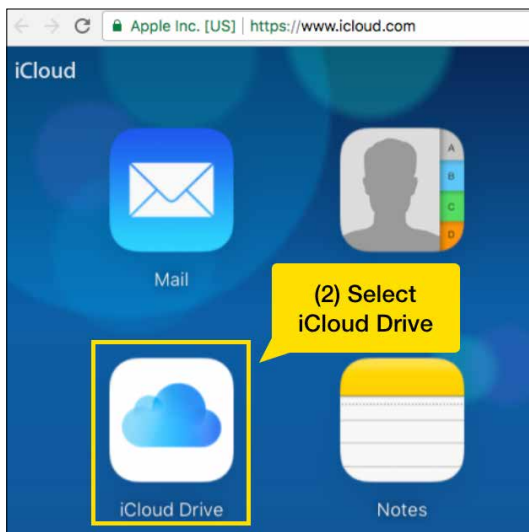 Apple Inc. [US] | https://www.icloud.com
iCloud
A
B
C
D
Mail
(2) Select
iCloud Drive
iCloud Drive
Notes